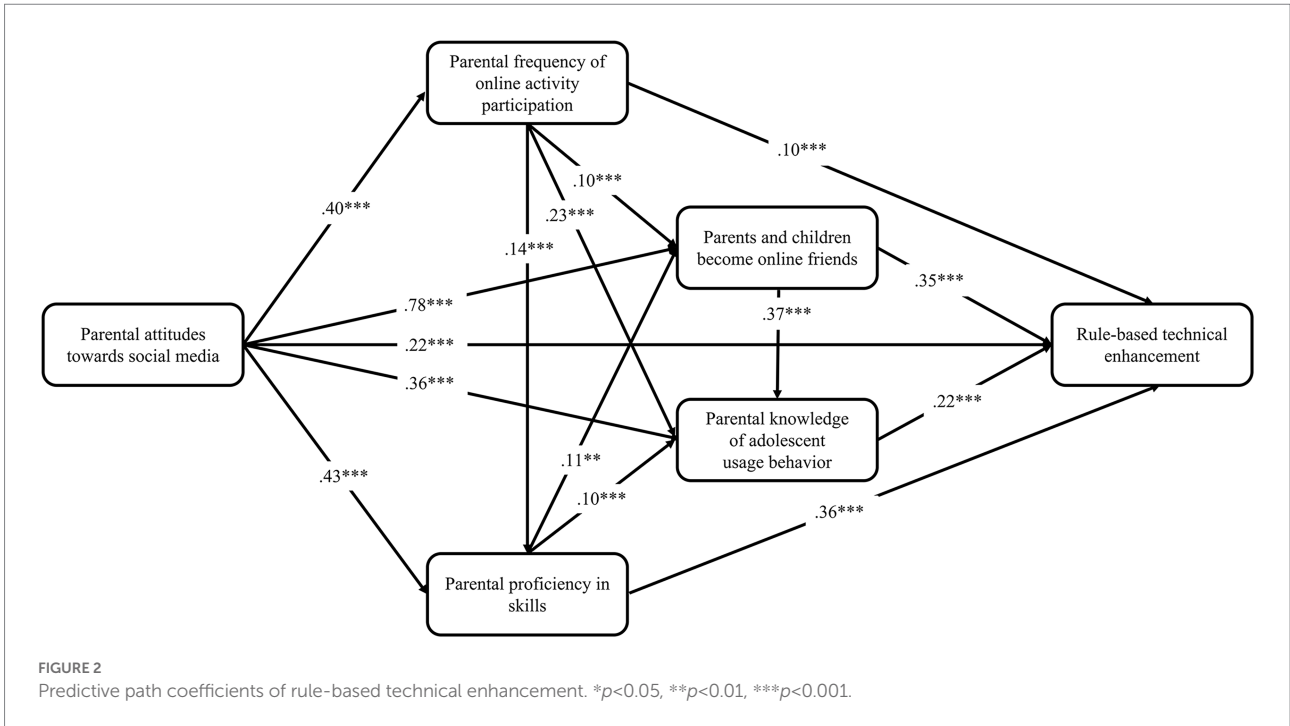 Parental frequency of
online activity
participation
.10***
.10***
.40***
.23***
Parents and children
become online friends
.14***
.35***
.78***
.37***
Parental attitudes
towards social media
.22***
Rule-based technical
enhancement
.36***
.22***
Parental knowledge
of adolescent
usage behavior
.11**
.43***
.10***
.36***
Parental proficiency in
skills
FIGURE 2
Predictive path coefficients of rule-based technical enhancement. *p<0.05, **p<0.01, ***p<0.001.